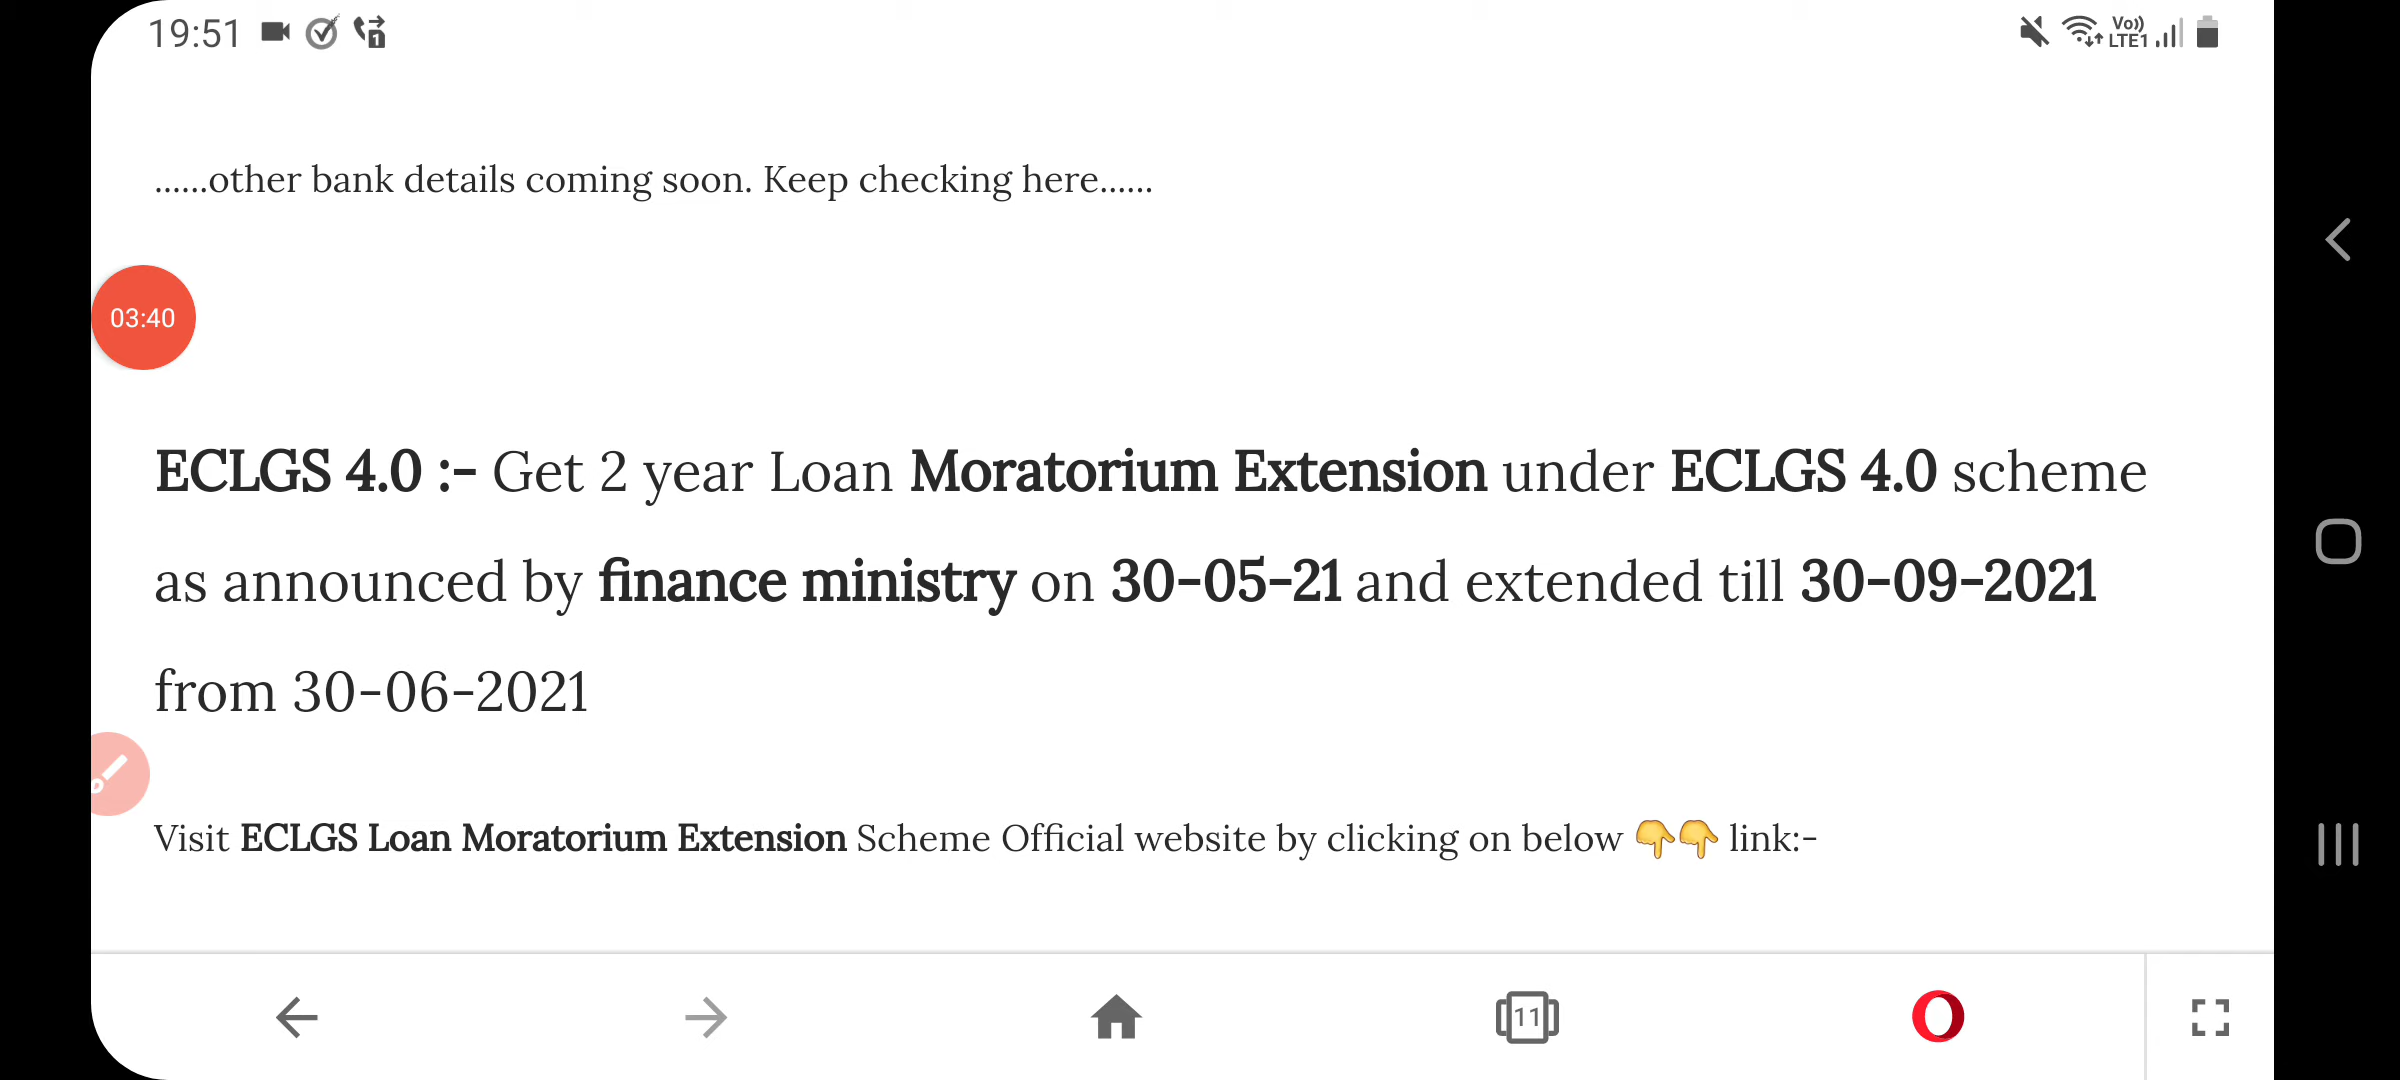 19:51
1
Vo))
LTE1
......other bank details coming soon. Keep checking here......
03:40
ECLGS 4.0 :- Get 2 year Loan Moratorium Extension under ECLGS 4.0 scheme
as announced by finance ministry on 30-05-21 and extended till 30-09-2021
from 30-06-2021
Visit ECLGS Loan Moratorium Extension Scheme Official website by clicking on below 👇👇 link:-
11